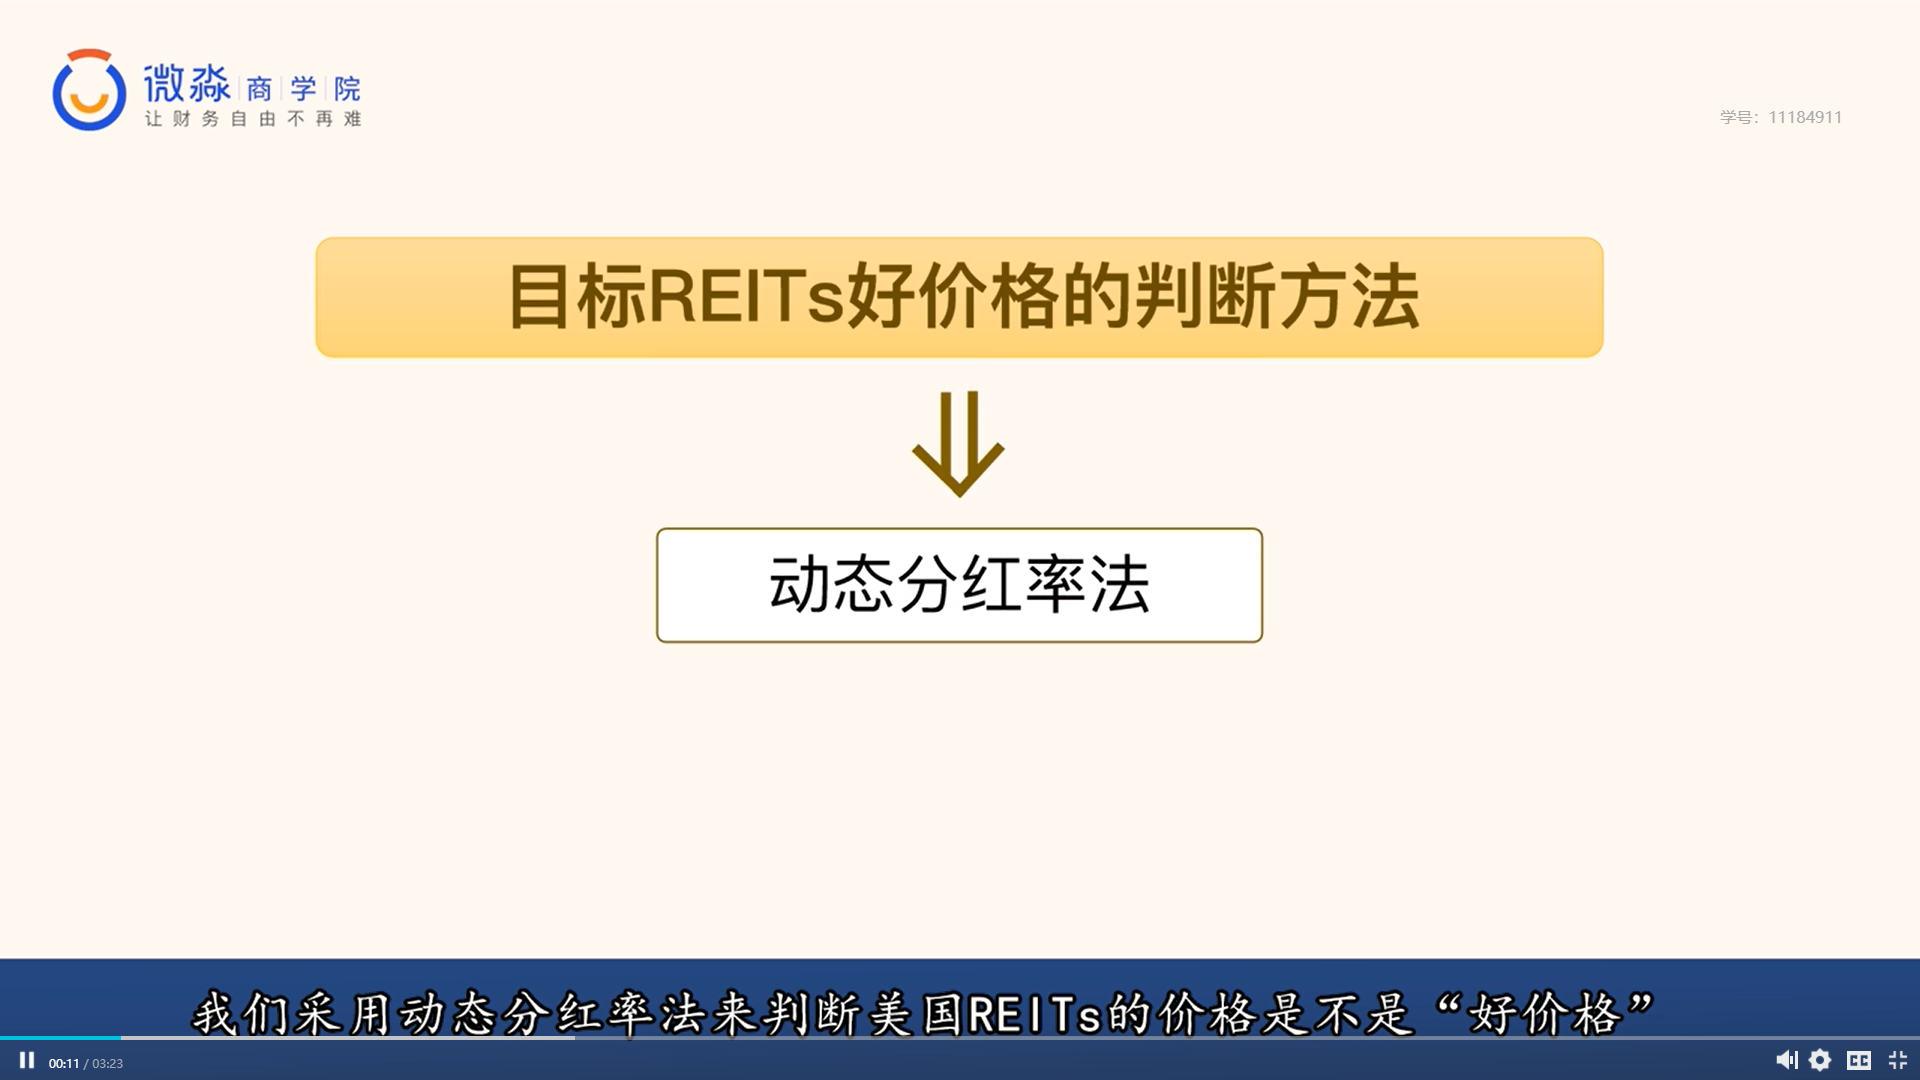 微淼 商 学 院
让财务自由不再难
学号：11184911
目标REITs好价格的判断方法
动态分红率法
我们采用动态分红率法来判断美国REITs的价格是不是“好价格”
00:11 / 03:23
CC